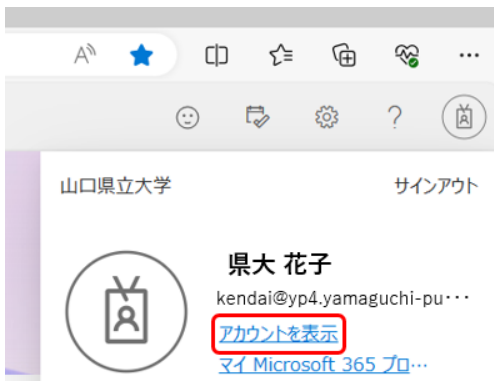 山口県立大学 サインアウト
県大 花子
kendai@yp4.yamaguchi-pu･･･
アカウントを表示
マイ Microsoft 365 プロ…